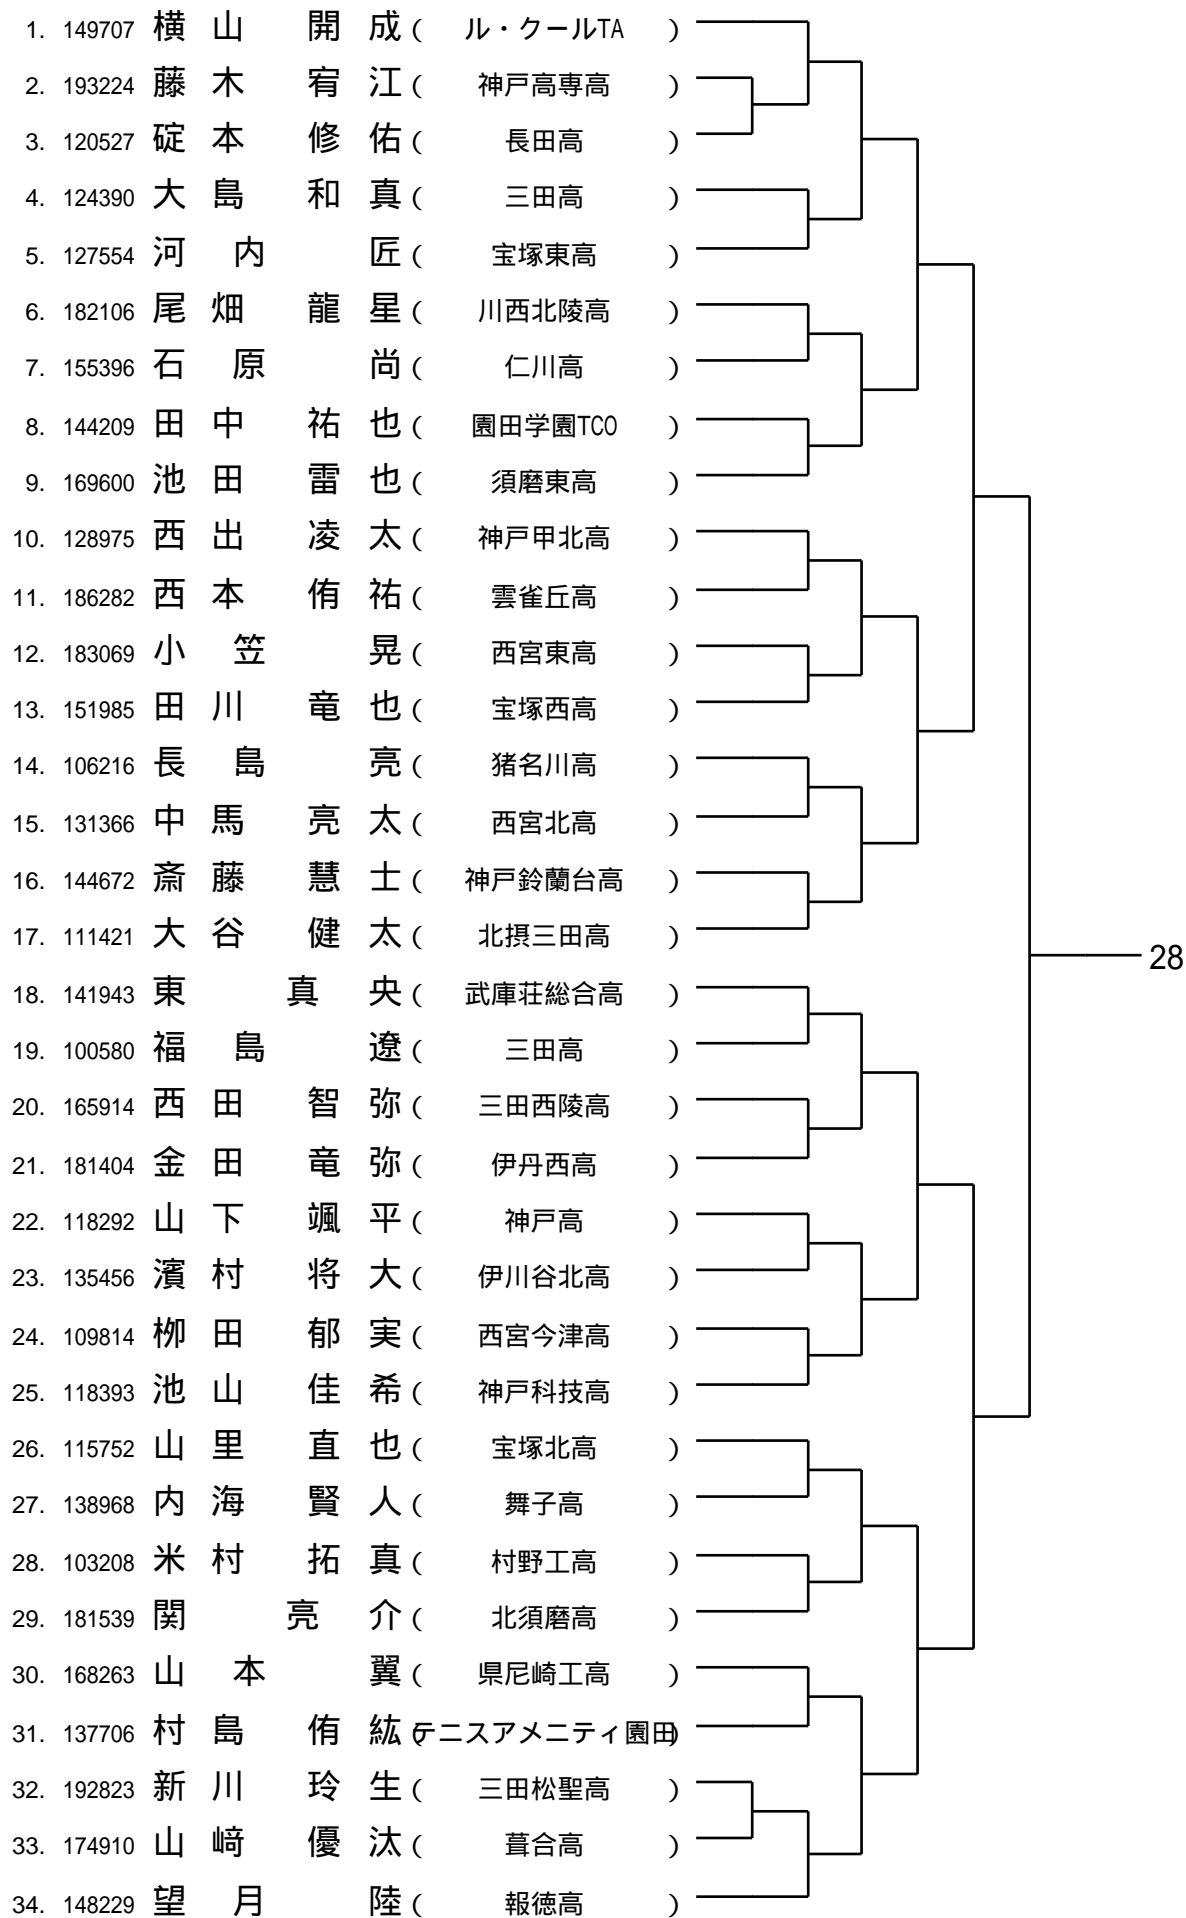 1. 149707 横山 開成 ( ル・クールTA )
2. 193224 藤木 宥江 ( 神戸高専高 )
3. 120527 碇本 修佑 ( 長田高 )
4. 124390 大島 和真 ( 三田高 )
5. 127554 河内 匠 ( 宝塚東高 )
6. 182106 尾畑 龍星 ( 川西北陵高 )
7. 155396 石原 尚 ( 仁川高 )
8. 144209 田中 祐也 ( 園田学園TCO )
9. 169600 池田 雷也 ( 須磨東高 )
10. 128975 西出 凌太 ( 神戸甲北高 )
11. 186282 西本 侑祐 ( 雲雀丘高 )
12. 183069 小笠 晃 ( 西宮東高 )
13. 151985 田川 竜也 ( 宝塚西高 )
14. 106216 長島 亮 ( 猪名川高 )
15. 131366 中馬 亮太 ( 西宮北高 )
16. 144672 斎藤 慧士 ( 神戸鈴蘭台高 )
17. 111421 大谷 健太 ( 北摂三田高 )
28
18. 141943 東 真央 ( 武庫荘総合高 )
19. 100580 福島 遼 ( 三田高 )
20. 165914 西田 智弥 ( 三田西陵高 )
21. 181404 金田 竜弥 ( 伊丹西高 )
22. 118292 山下 颯平 ( 神戸高 )
23. 135456 濱村 将大 ( 伊川谷北高 )
24. 109814 栁田 郁実 ( 西宮今津高 )
25. 118393 池山 佳希 ( 神戸科技高 )
26. 115752 山里 直也 ( 宝塚北高 )
27. 138968 内海 賢人 ( 舞子高 )
28. 103208 米村 拓真 ( 村野工高 )
29. 181539 関 亮介 ( 北須磨高 )
30. 168263 山本 翼 ( 県尼崎工高 )
31. 137706 村島 侑紘 (テニスアメニティ園田)
32. 192823 新川 玲生 ( 三田松聖高 )
33. 174910 山﨑 優汰 ( 葺合高 )
34. 148229 望月 陸 ( 報徳高 )